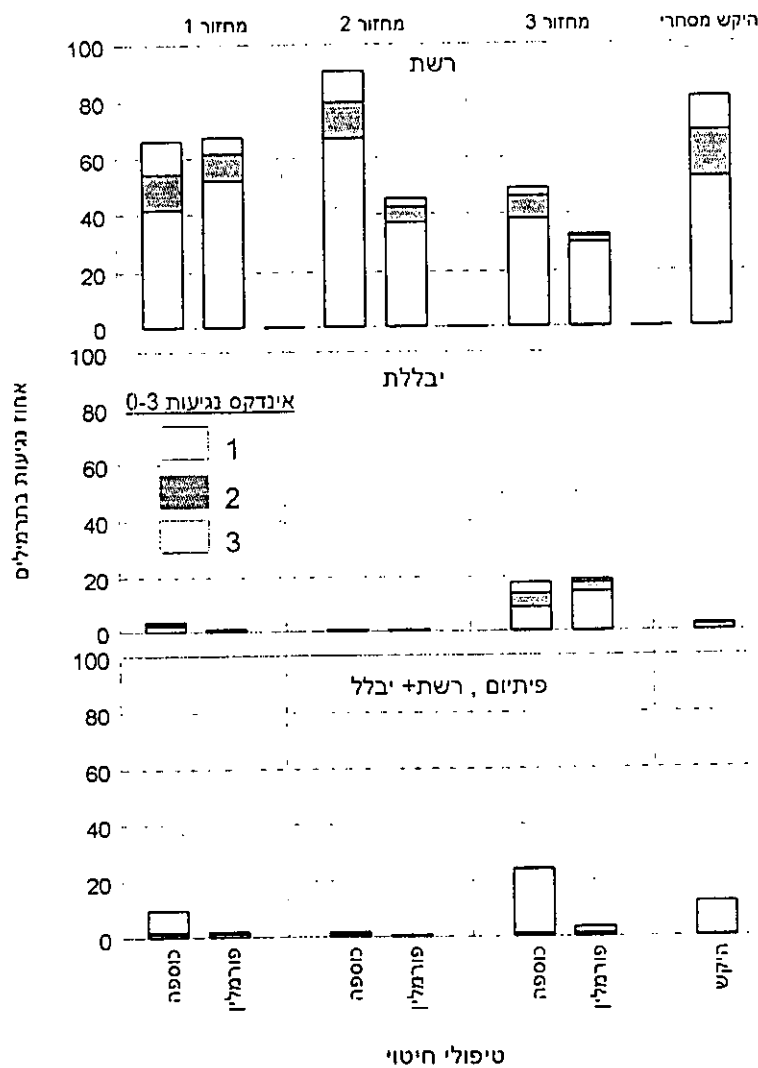 מחזור 1 מחזור 2 מחזור 3 היקש מסחרי
רשת
100
80
60
40
20
0
יבללת
אינדקס נגיעות 0-3
1
2
3
100
80
60
40
20
0
פיתיום , רשת+ יבלל
100
80
60
40
20
0
אחוז נגיעות בתרמילים
כוספה פורמלין כוספה פורמלין כוספה פורמלין היקש
טיפולי חיטוי